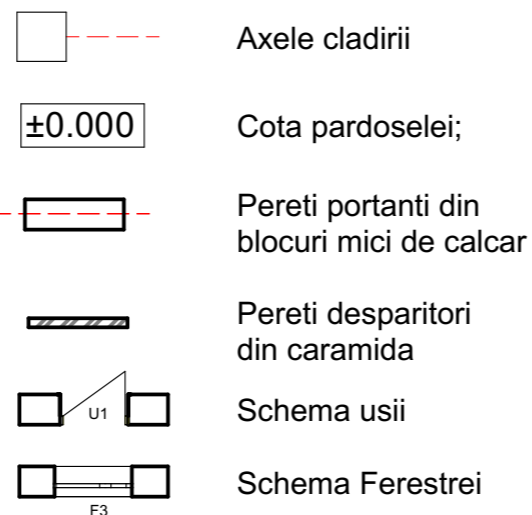 Axele cladirii
±0.000 Cota pardoselei;
Pereti portanti din
blocuri mici de calcar
Pereti desparitori
din caramida
U1 Schema usii
Schema Ferestrei
F3